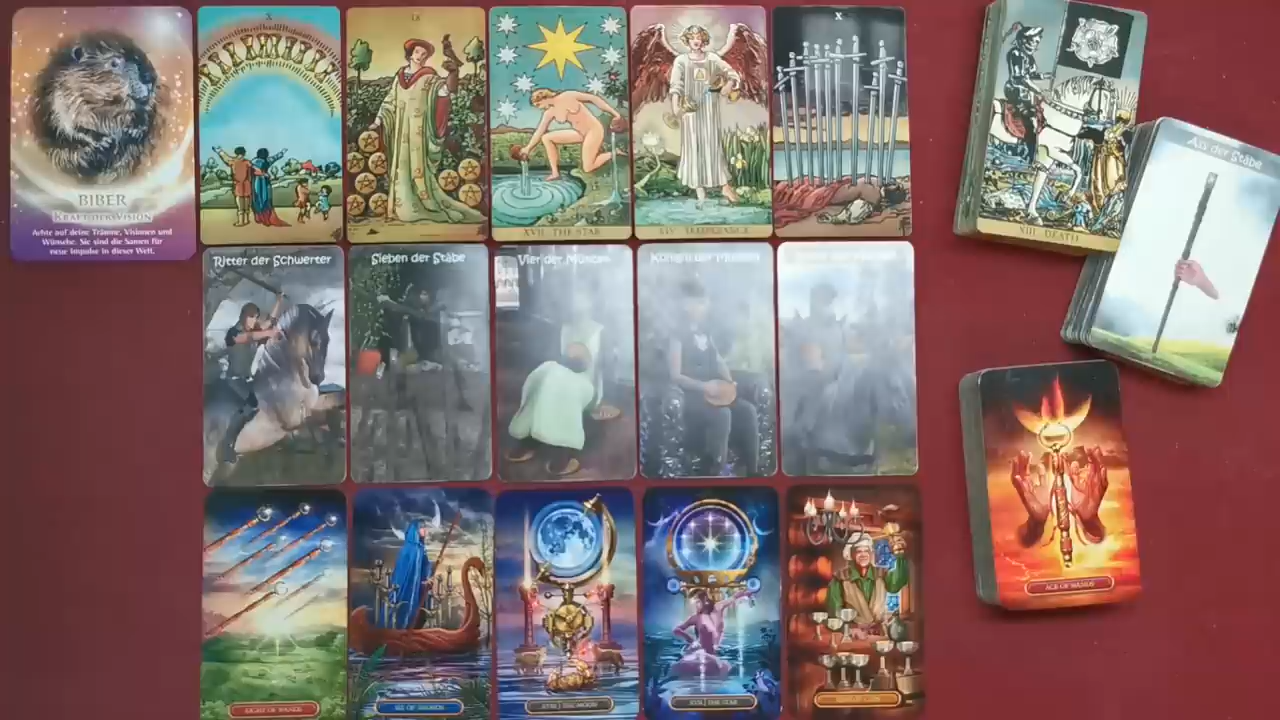 X
IX
X
XVII THE STAR
XIV TEMPERANCE
XIII DEATH
BIBER
KRAFT DER VISION
Achte auf deine Träume, Visionen und
Wünsche. Sie sind die Samen für
neue Impulse in dieser Welt.
Ass der Stäbe
Ritter der Schwerter
Sieben der Stäbe
Vier der Münzen
ACE OF WANDS
EIGHT OF WANDS
SIX OF SWORDS
XVIII | THE MOON
XVII | THE STAR